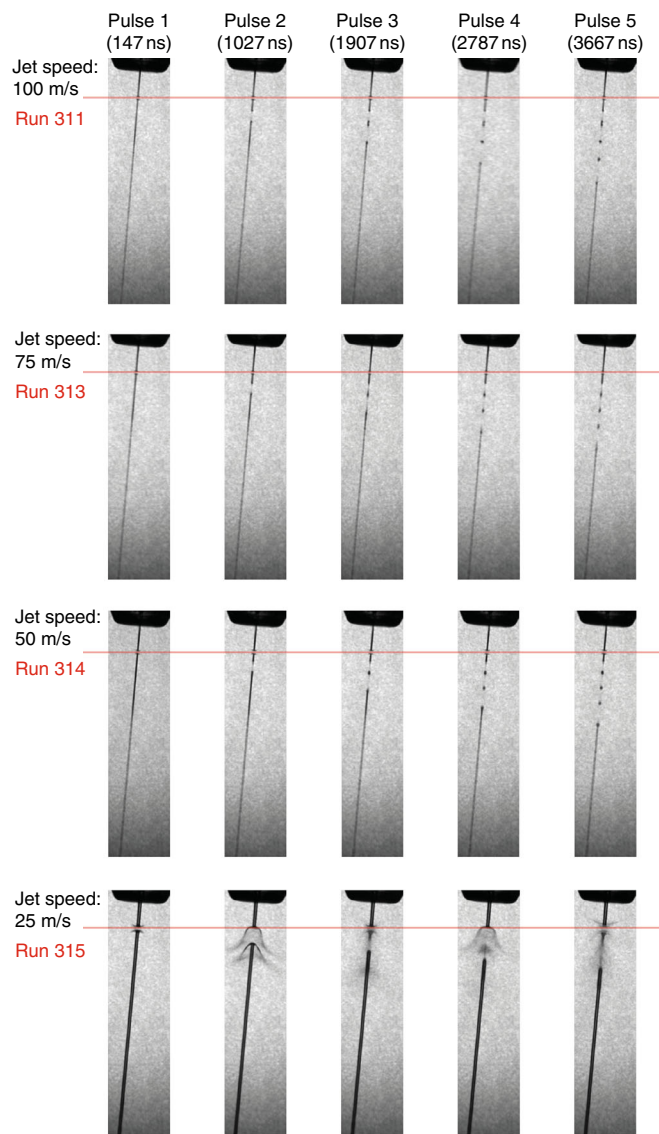 Pulse 1 Pulse 2 Pulse 3 Pulse 4 Pulse 5
(147 ns) (1027 ns) (1907 ns) (2787 ns) (3667 ns)
Jet speed:
100 m/s
Run 311
Jet speed:
75 m/s
Run 313
Jet speed:
50 m/s
Run 314
Jet speed:
25 m/s
Run 315